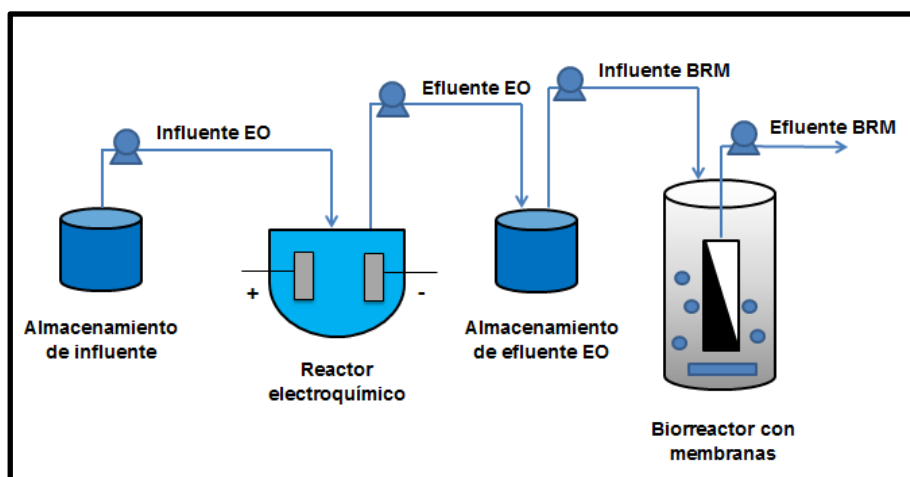 Influente EO
Efluente EO
Influente BRM
Efluente BRM
+
-
Almacenamiento
de influente
Reactor
electroquímico
Almacenamiento
de efluente EO
Biorreactor con
membranas